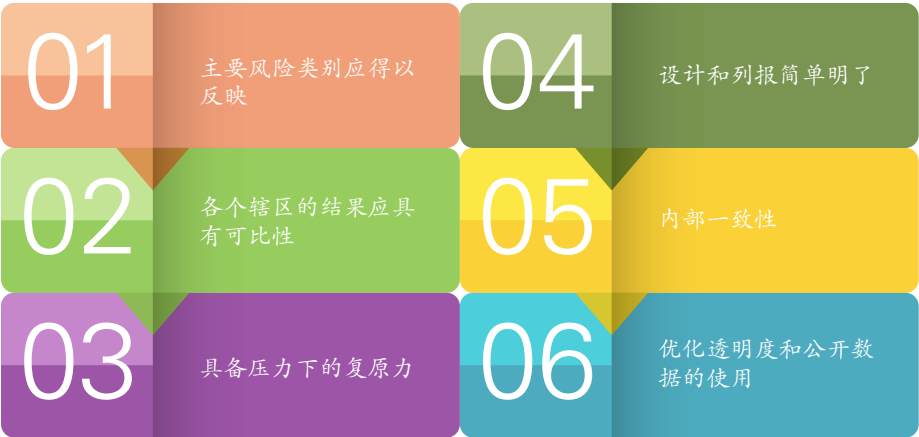 01
主要风险类别应得以
反映
02
各个辖区的结果应具
有可比性
03
具备压力下的复原力
04
设计和列报简单明了
05
内部一致性
06
优化透明度和公开数
据的使用